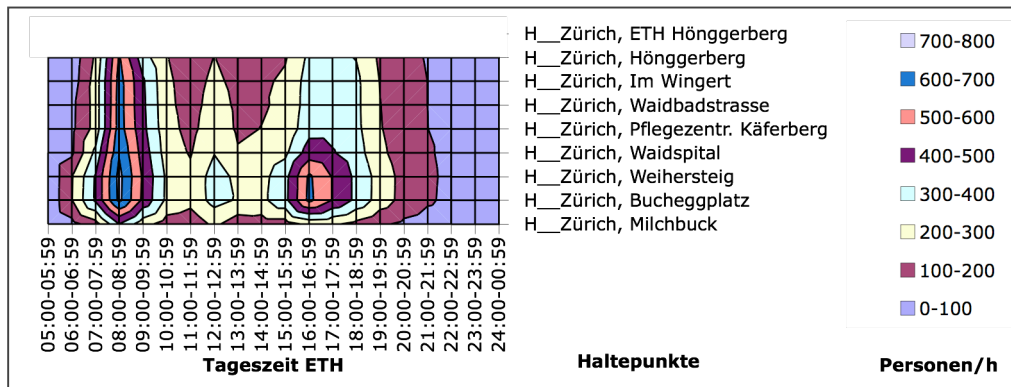 H__Zürich, ETH Hönggerberg
H__Zürich, Hönggerberg
H__Zürich, Im Wingert
H__Zürich, Waidbadstrasse
H__Zürich, Pflegezentr. Käferberg
H__Zürich, Waidspital
H__Zürich, Weihersteig
H__Zürich, Bucheggplatz
H__Zürich, Milchbuck
700-800
600-700
500-600
400-500
300-400
200-300
100-200
0-100
05:00-05:59
06:00-06:59
07:00-07:59
08:00-08:59
09:00-09:59
10:00-10:59
11:00-11:59
12:00-12:59
13:00-13:59
14:00-14:59
15:00-15:59
16:00-16:59
17:00-17:59
18:00-18:59
19:00-19:59
20:00-20:59
21:00-21:59
22:00-22:59
23:00-23:59
24:00-00:59
Tageszeit ETH
Haltepunkte
Personen/h